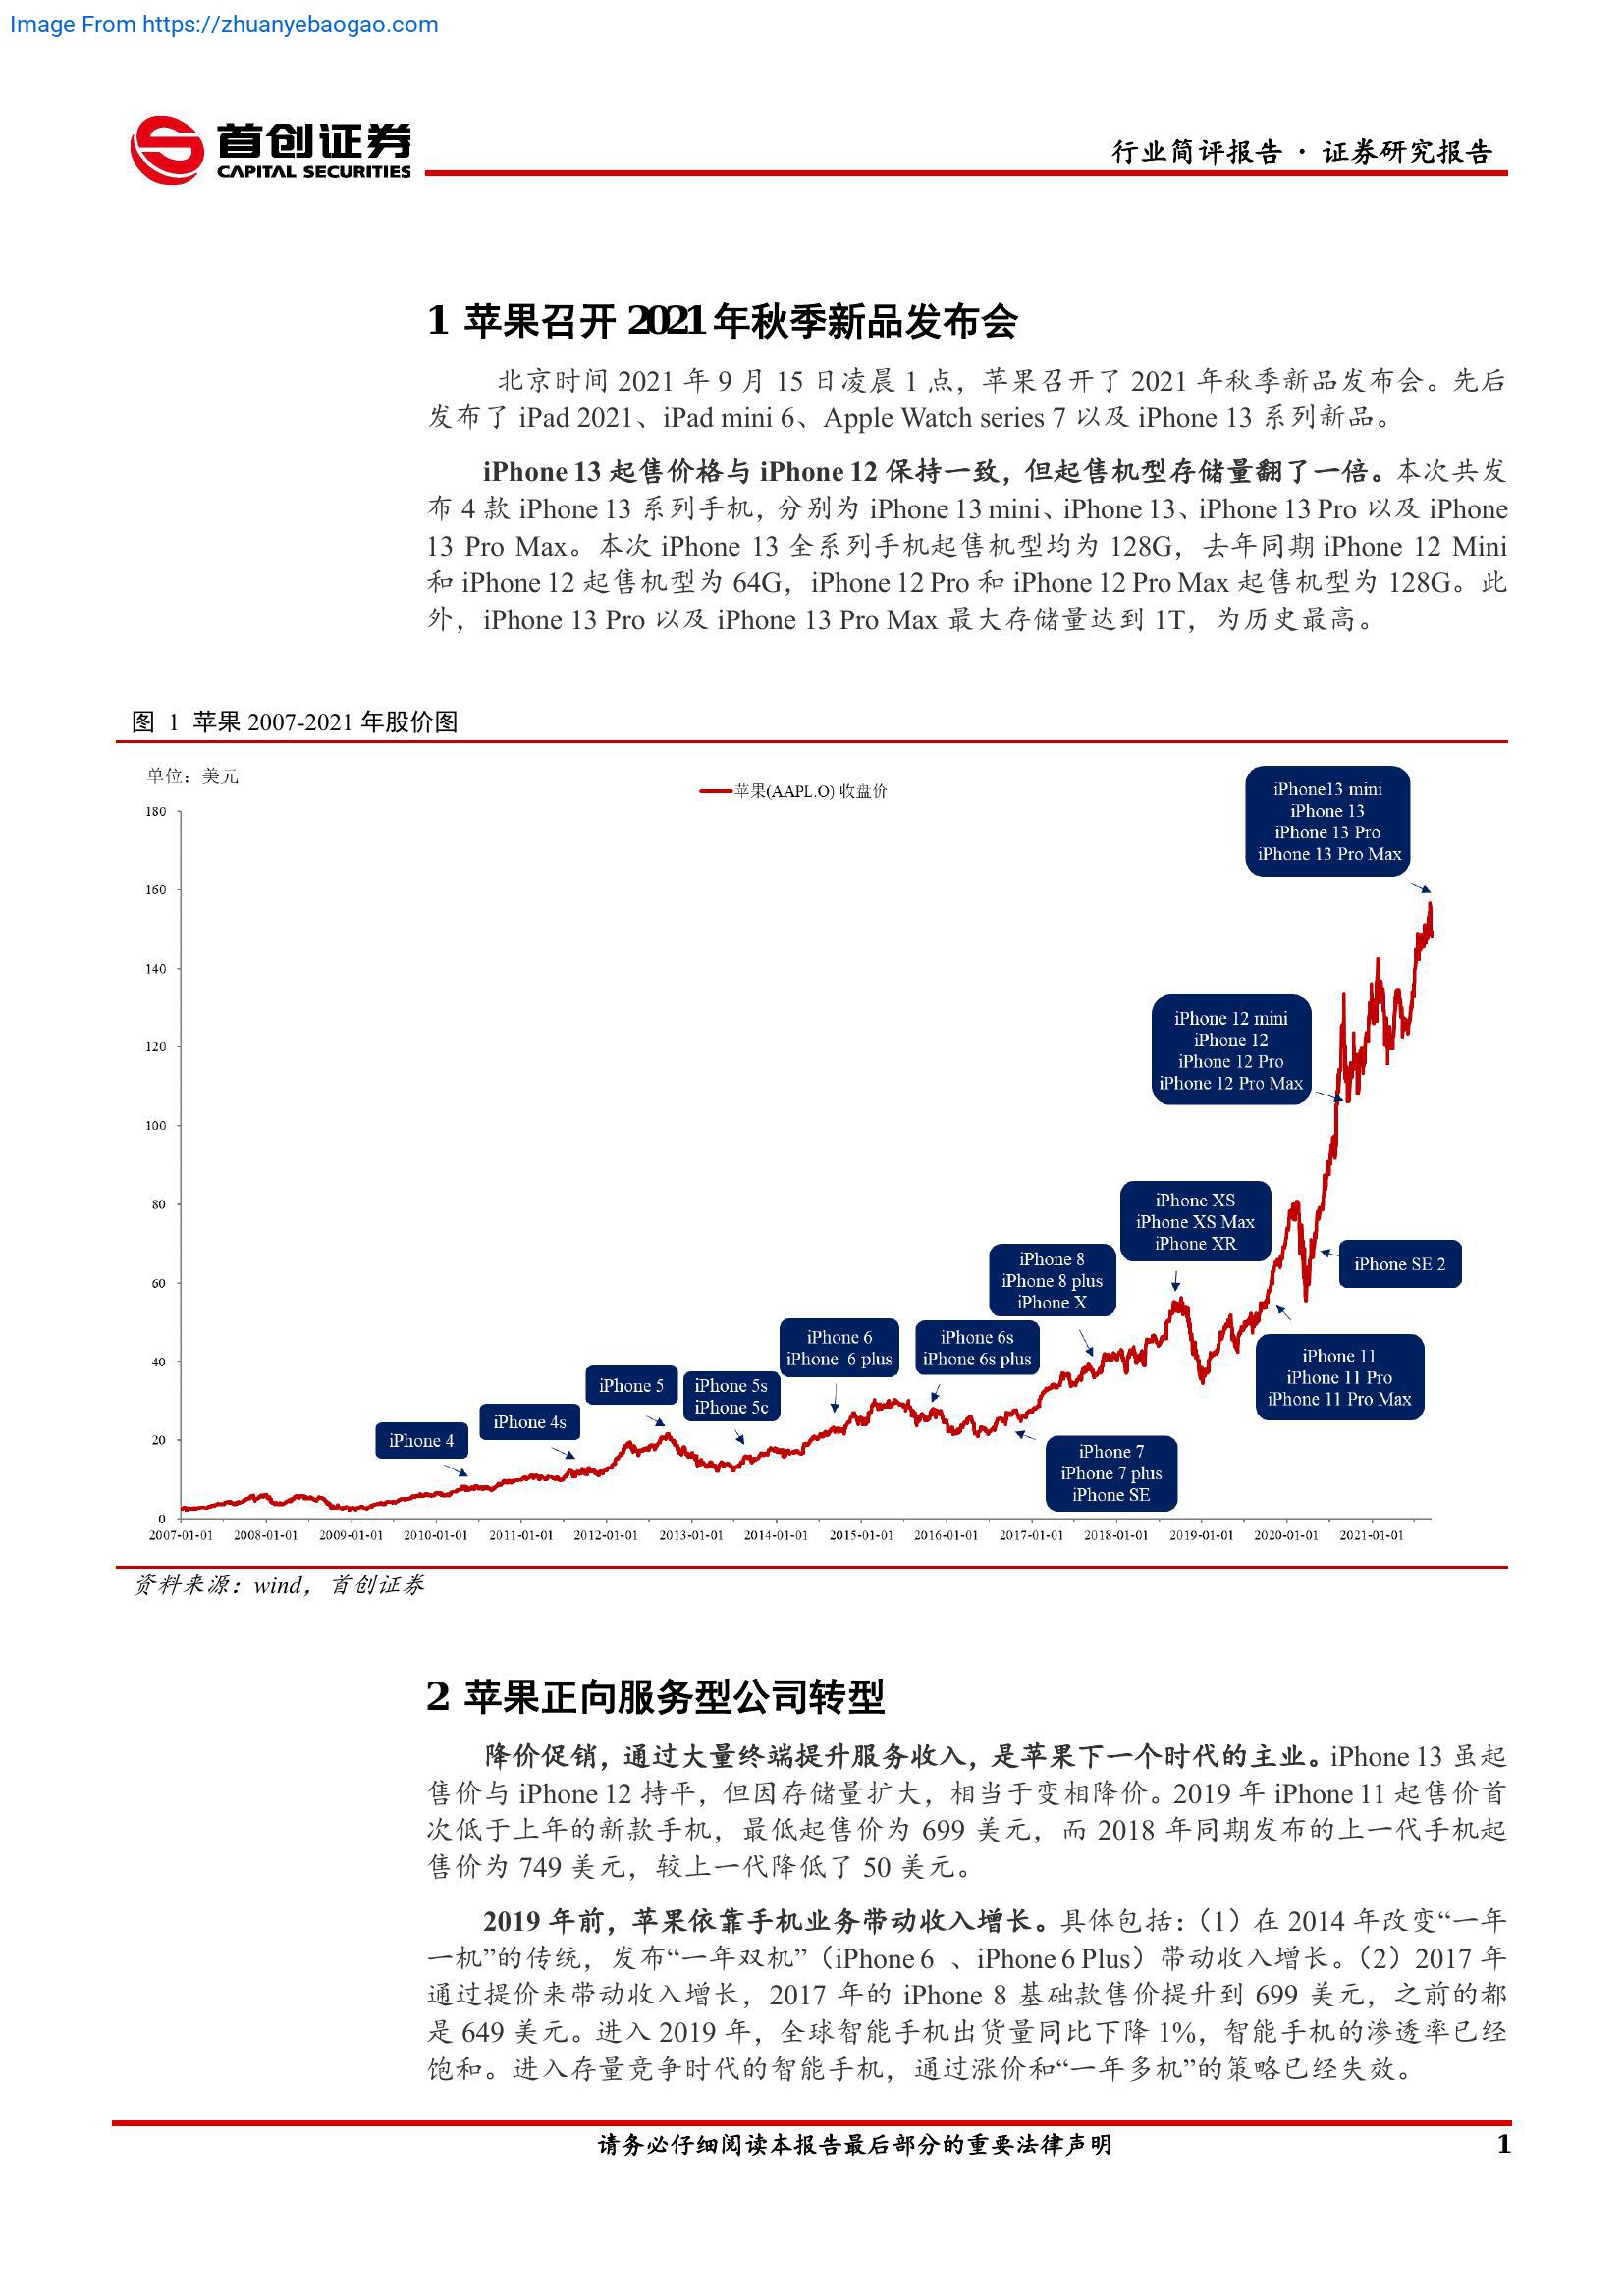 Image From https://zhuanyebaogao.com
首创证券
CAPITAL SECURITIES
行业简评报告 · 证券研究报告
1 苹果召开 2021 年秋季新品发布会
北京时间 2021 年 9 月 15 日凌晨 1 点，苹果召开了 2021 年秋季新品发布会。先后
发布了 iPad 2021、iPad mini 6、Apple Watch series 7 以及 iPhone 13 系列新品。
iPhone 13 起售价格与 iPhone 12 保持一致，但起售机型存储量翻了一倍。本次共发
布 4 款 iPhone 13 系列手机，分别为 iPhone 13 mini、iPhone 13、iPhone 13 Pro 以及 iPhone
13 Pro Max。本次 iPhone 13 全系列手机起售机型均为 128G，去年同期 iPhone 12 Mini
和 iPhone 12 起售机型为 64G，iPhone 12 Pro 和 iPhone 12 Pro Max 起售机型为 128G。此
外，iPhone 13 Pro 以及 iPhone 13 Pro Max 最大存储量达到 1T，为历史最高。
图 1 苹果 2007-2021 年股价图
单位：美元
苹果(AAPL.O) 收盘价
iPhone13 mini
iPhone 13
iPhone 13 Pro
iPhone 13 Pro Max
180
160
140
120
100
80
60
40
20
0
iPhone 12 mini
iPhone 12
iPhone 12 Pro
iPhone 12 Pro Max
iPhone XS
iPhone XS Max
iPhone XR
iPhone SE 2
iPhone 8
iPhone 8 plus
iPhone X
iPhone 6
iPhone 6 plus
iPhone 6s
iPhone 6s plus
iPhone 11
iPhone 11 Pro
iPhone 11 Pro Max
iPhone 5
iPhone 5s
iPhone 5c
iPhone 4s
iPhone 4
iPhone 7
iPhone 7 plus
iPhone SE
2007-01-01 2008-01-01 2009-01-01 2010-01-01 2011-01-01 2012-01-01 2013-01-01 2014-01-01 2015-01-01 2016-01-01 2017-01-01 2018-01-01 2019-01-01 2020-01-01 2021-01-01
资料来源：wind，首创证券
2 苹果正向服务型公司转型
降价促销，通过大量终端提升服务收入，是苹果下一个时代的主业。iPhone 13 虽起
售价与 iPhone 12 持平，但因存储量扩大，相当于变相降价。2019 年 iPhone 11 起售价首
次低于上年的新款手机，最低起售价为 699 美元，而 2018 年同期发布的上一代手机起
售价为 749 美元，较上一代降低了 50 美元。
2019 年前，苹果依靠手机业务带动收入增长。具体包括：（1）在 2014 年改变“一年
一机”的传统，发布“一年双机”（iPhone 6 、iPhone 6 Plus）带动收入增长。（2）2017 年
通过提价来带动收入增长，2017 年的 iPhone 8 基础款售价提升到 699 美元，之前的都
是 649 美元。进入 2019 年，全球智能手机出货量同比下降 1%，智能手机的渗透率已经
饱和。进入存量竞争时代的智能手机，通过涨价和“一年多机”的策略已经失效。
请务必仔细阅读本报告最后部分的重要法律声明
1